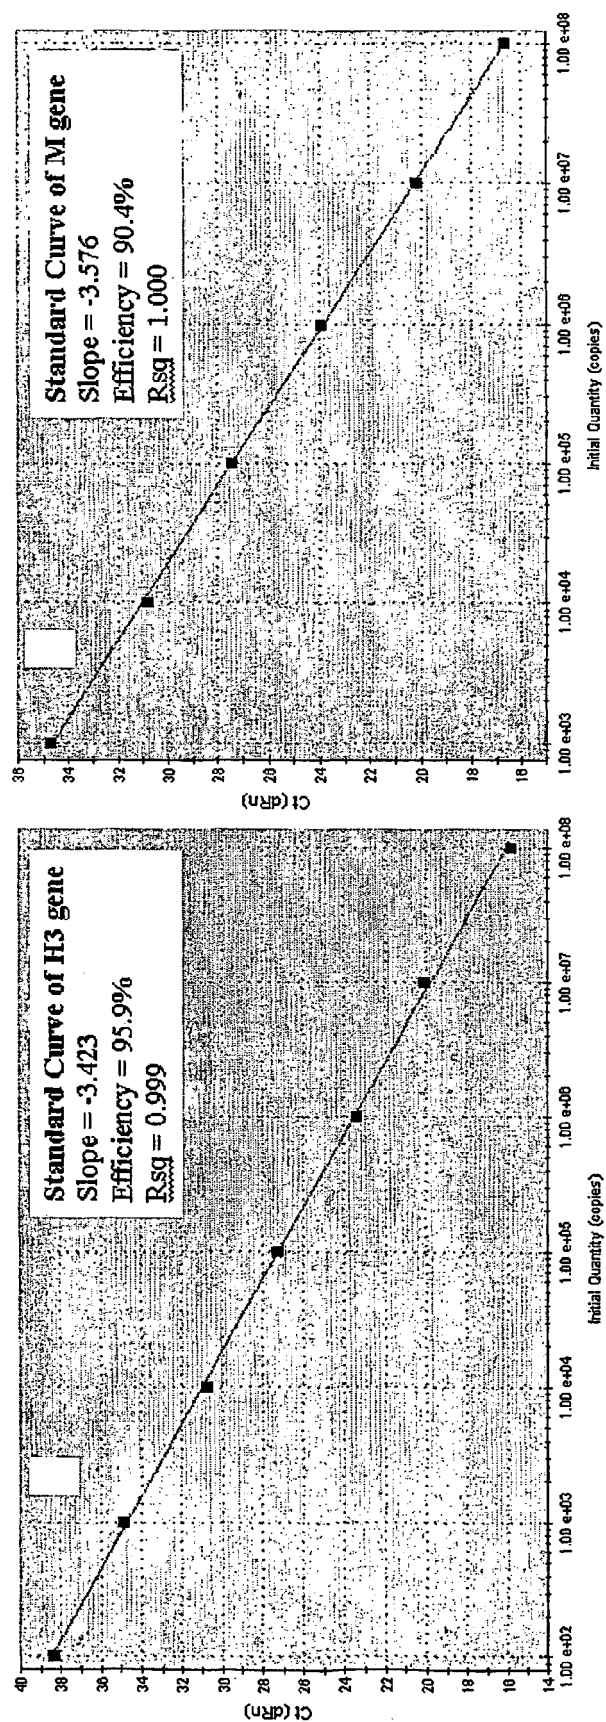 Standard Curve of H3 gene
Slope = -3.423
Efficiency = 95.9%
Rsq = 0.999
Ct (dRn)
40
38
36
34
32
30
28
26
24
22
20
18
16
14
1.00 e+02
1.00 e+03
1.00 e+04
1.00 e+05
1.00 e+06
1.00 e+07
1.00 e+08
Initial Quantity (copies)
Standard Curve of M gene
Slope = -3.576
Efficiency = 90.4%
Rsq = 1.000
Ct (dRn)
36
34
32
30
28
26
24
22
20
18
16
1.00 e+03
1.00 e+04
1.00 e+05
1.00 e+06
1.00 e+07
1.00 e+08
Initial Quantity (copies)